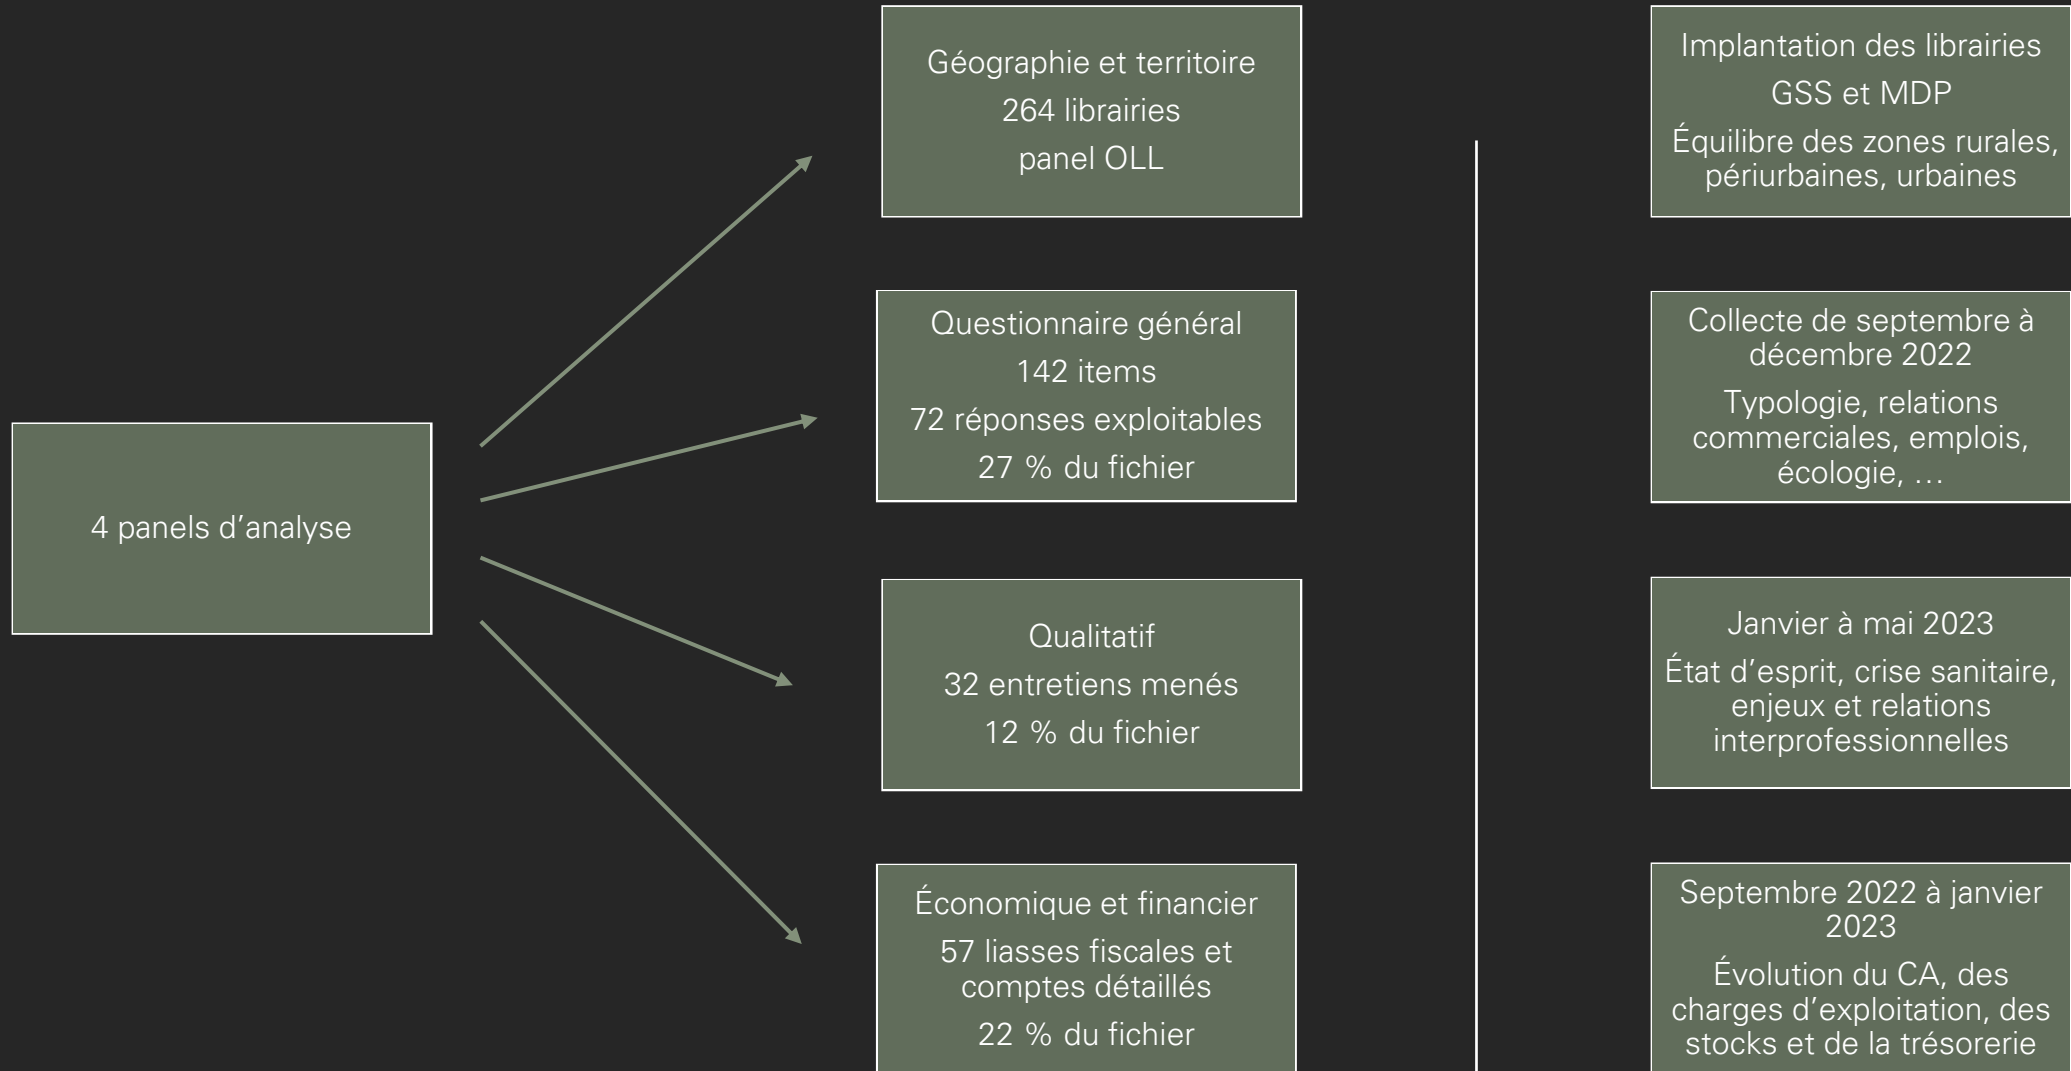 4 panels d’analyse
Géographie et territoire
264 librairies
panel OLL
Implantation des librairies
GSS et MDP
Équilibre des zones rurales,
périurbaines, urbaines
Questionnaire général
142 items
72 réponses exploitables
27 % du fichier
Collecte de septembre à
décembre 2022
Typologie, relations
commerciales, emplois,
écologie, …
Qualitatif
32 entretiens menés
12 % du fichier
Janvier à mai 2023
État d’esprit, crise sanitaire,
enjeux et relations
interprofessionnelles
Économique et financier
57 liasses fiscales et
comptes détaillés
22 % du fichier
Septembre 2022 à janvier
2023
Évolution du CA, des
charges d’exploitation, des
stocks et de la trésorerie